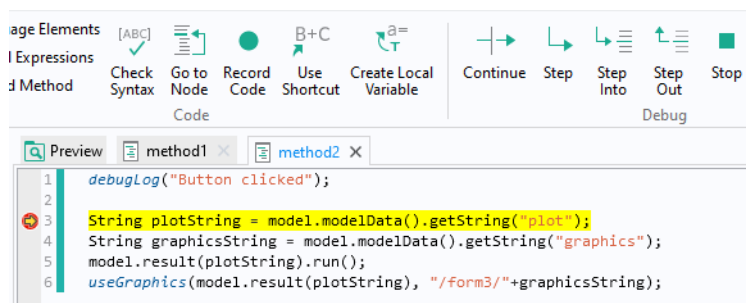 age Elements
l Expressions
d Method
[ABC]
Check Syntax
Go to Node
Record Code
B+C
Use Shortcut
a=
T
Create Local Variable
Code
Continue
Step
Step Into
Step Out
Stop
Debug
Preview
method1
method2
1 debugLog("Button clicked");
2
3 String plotString = model.modelData().getString("plot");
4 String graphicsString = model.modelData().getString("graphics");
5 model.result(plotString).run();
6 useGraphics(model.result(plotString), "/form3/"+graphicsString);